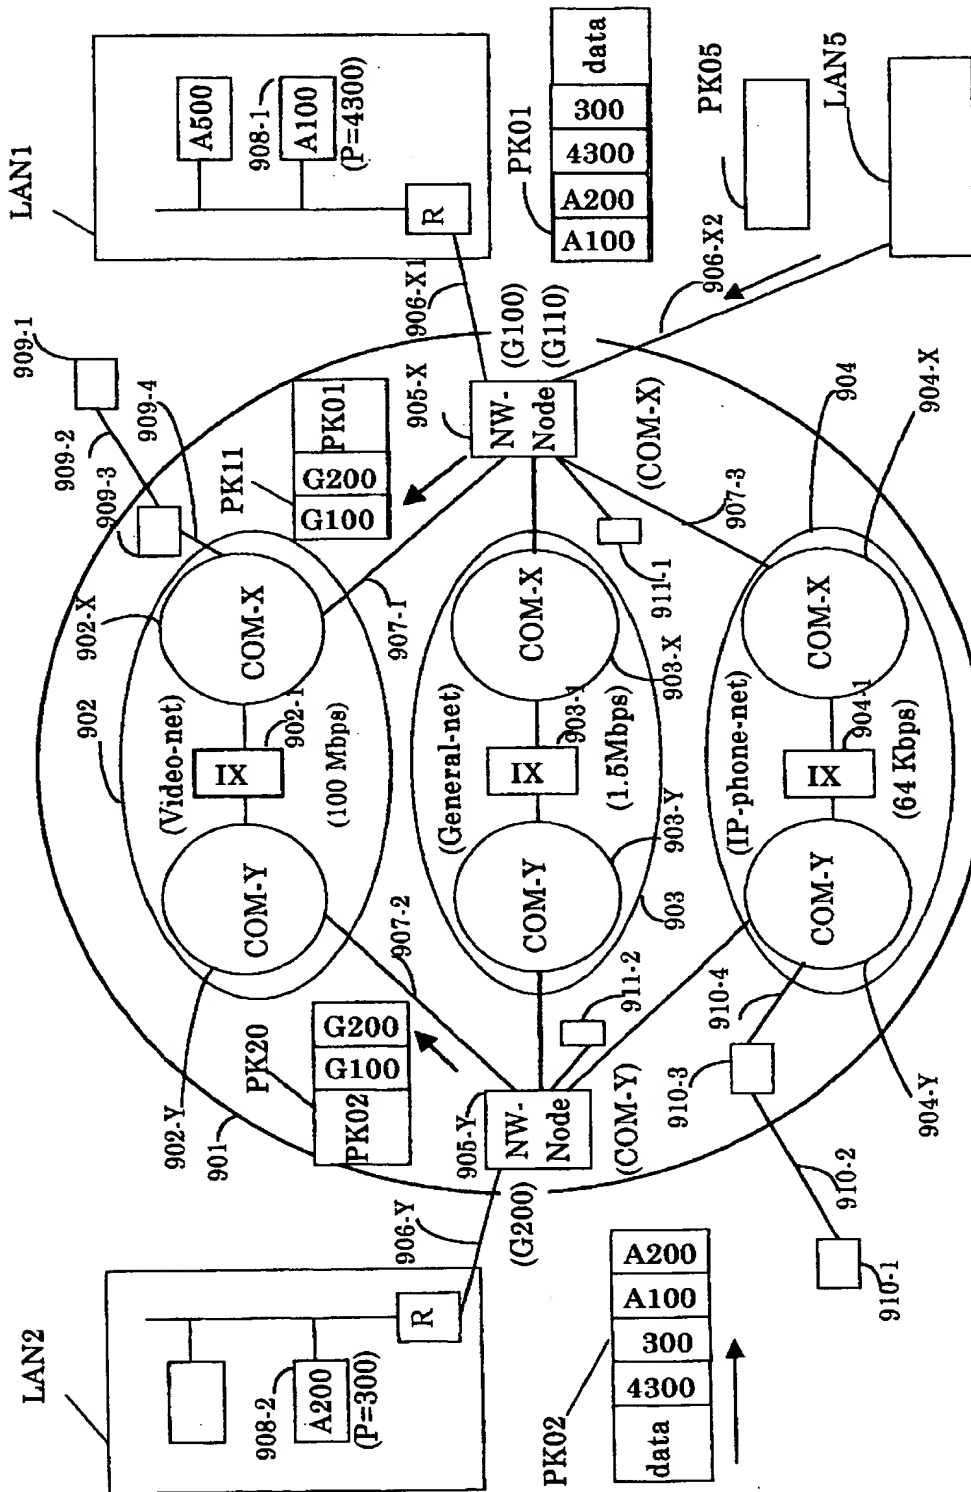 LAN2
908-2
A200
(P=300)
R
906-Y
(G200)
PK02
data
4300
300
A100
A200
910-1
910-2
910-3
910-4
904-Y
901
902-Y
PK20
PK02
G100
G200
905-Y
NW-
Node
(COM-Y)
907-2
911-2
902
(Video-net)
COM-Y
IX
902-1
COM-X
(100 Mbps)
902-X
(General-net)
COM-Y
IX
903-1
COM-X
(1.5Mbps)
903-Y
903
903-X
(IP-phone-net)
COM-Y
IX
904-1
COM-X
(64 Kbps)
904
904-X
909-1
909-2
909-3
909-4
PK11
G100
G200
PK01
907-1
905-X
NW-
Node
(G100)
(G110)
(COM-X)
911-1
907-3
906-X1
906-X2
LAN1
A500
908-1
A100
(P=4300)
R
PK01
A100
A200
4300
300
data
PK05
LAN5